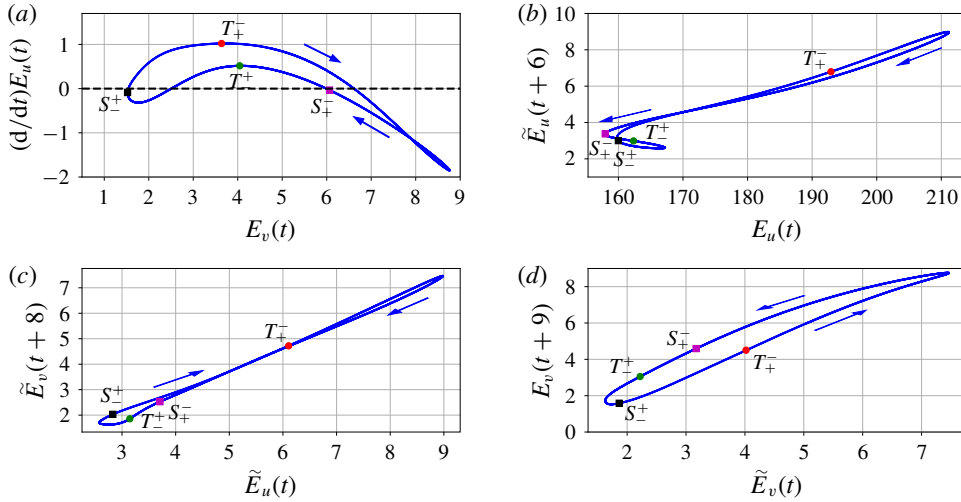 (a)
(d/dt)E_u(t)
1
0
−1
−2
T_+^−
T_−^+
S_−^+
S_+^−
1 2 3 4 5 6 7 8 9
E_v(t)
(b)
Ẽ_u(t + 6)
10
8
6
4
2
T_+^−
T_−^+
S_+^−
S_−^+
160 170 180 190 200 210
E_u(t)
(c)
Ẽ_v(t + 8)
7
6
5
4
3
2
T_+^−
S_−^+
T_−^+
S_+^−
3 4 5 6 7 8 9
Ẽ_u(t)
(d)
E_v(t + 9)
8
6
4
2
0
S_+^−
T_−^+
T_+^−
S_−^+
2 3 4 5 6 7
Ẽ_v(t)